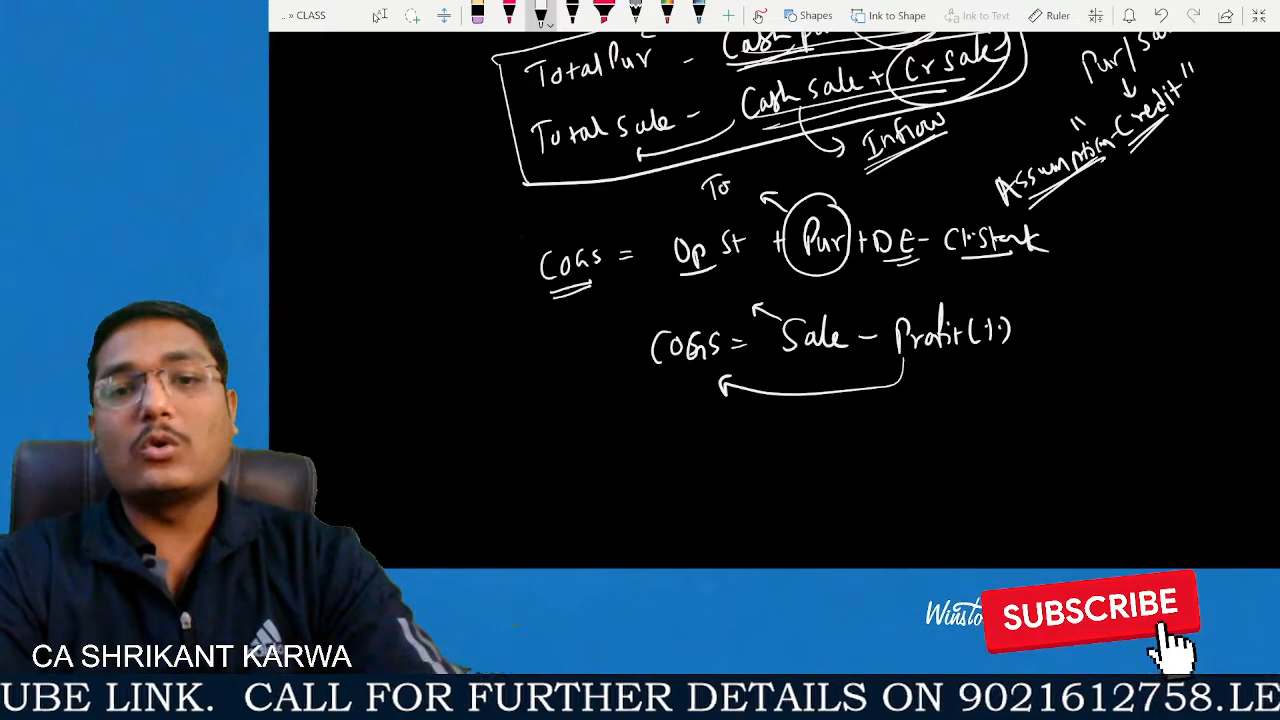 .. » CLASS
Shapes
Ink to Shape
Ink to Text
Ruler
Total Pur - Cash
Total Sale - Cash Sale + Cr Sale
Inflow
Pur/Sa
"Assumption - Credit"
To
COGS = Op St + Pur + DE - Cl. Stock
COGS = Sale - Profit (%)
Winsto
SUBSCRIBE
CA SHRIKANT KARWA
UBE LINK. CALL FOR FURTHER DETAILS ON 9021612758.LE